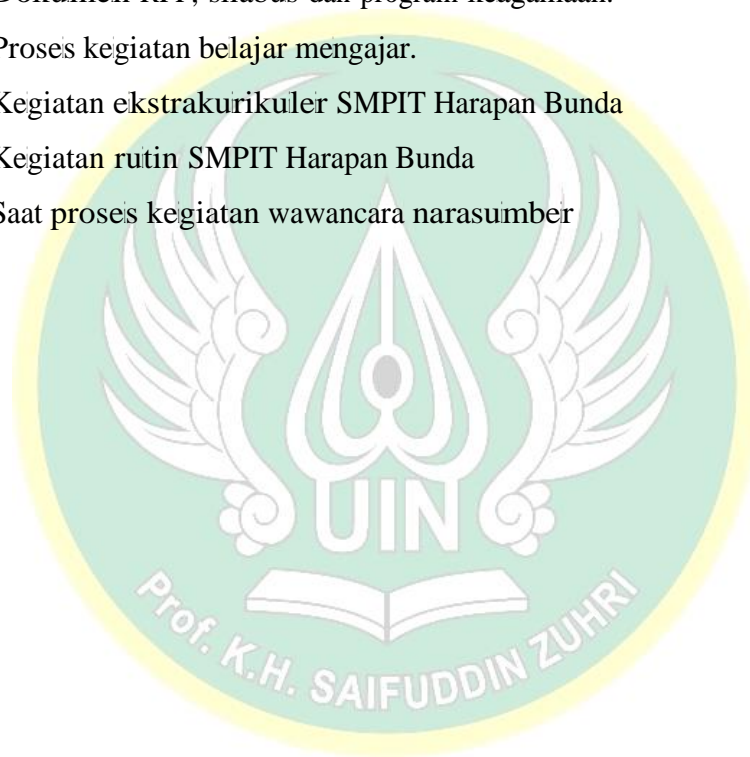 Dokumen RPP, silabus dan program keagamaan.
Proses kegiatan belajar mengajar.
Kegiatan ekstrakurikuler SMPIT Harapan Bunda
Kegiatan rutin SMPIT Harapan Bunda
Saat proses kegiatan wawancara narasumber
UIN
Prof. K.H. SAIFUDDIN ZUHRI